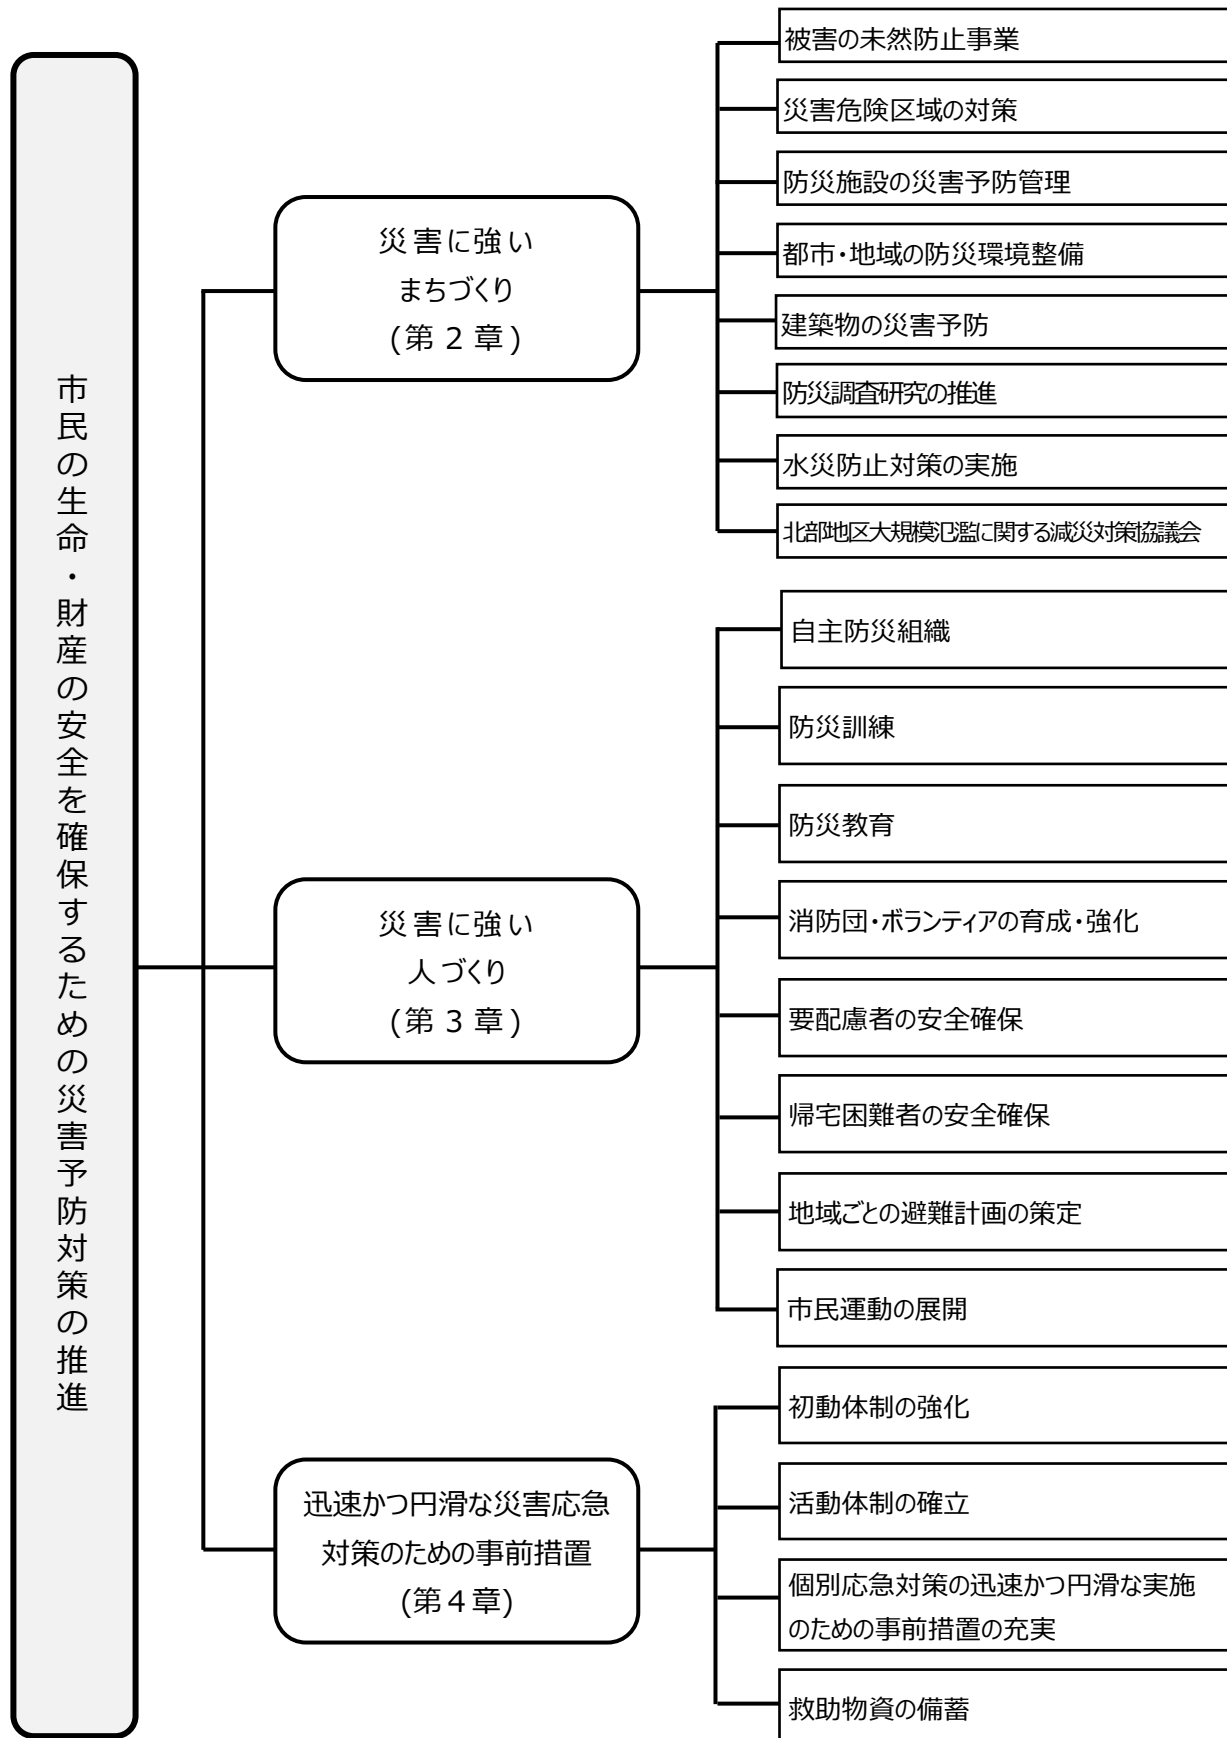 市民の生命・財産の安全を確保するための災害予防対策の推進
災害に強い
まちづくり
(第2章)
被害の未然防止事業
災害危険区域の対策
防災施設の災害予防管理
都市・地域の防災環境整備
建築物の災害予防
防災調査研究の推進
水災防止対策の実施
北部地区大規模氾濫に関する減災対策協議会
災害に強い
人づくり
(第3章)
自主防災組織
防災訓練
防災教育
消防団・ボランティアの育成・強化
要配慮者の安全確保
帰宅困難者の安全確保
地域ごとの避難計画の策定
市民運動の展開
迅速かつ円滑な災害応急
対策のための事前措置
(第4章)
初動体制の強化
活動体制の確立
個別応急対策の迅速かつ円滑な実施
のための事前措置の充実
救助物資の備蓄